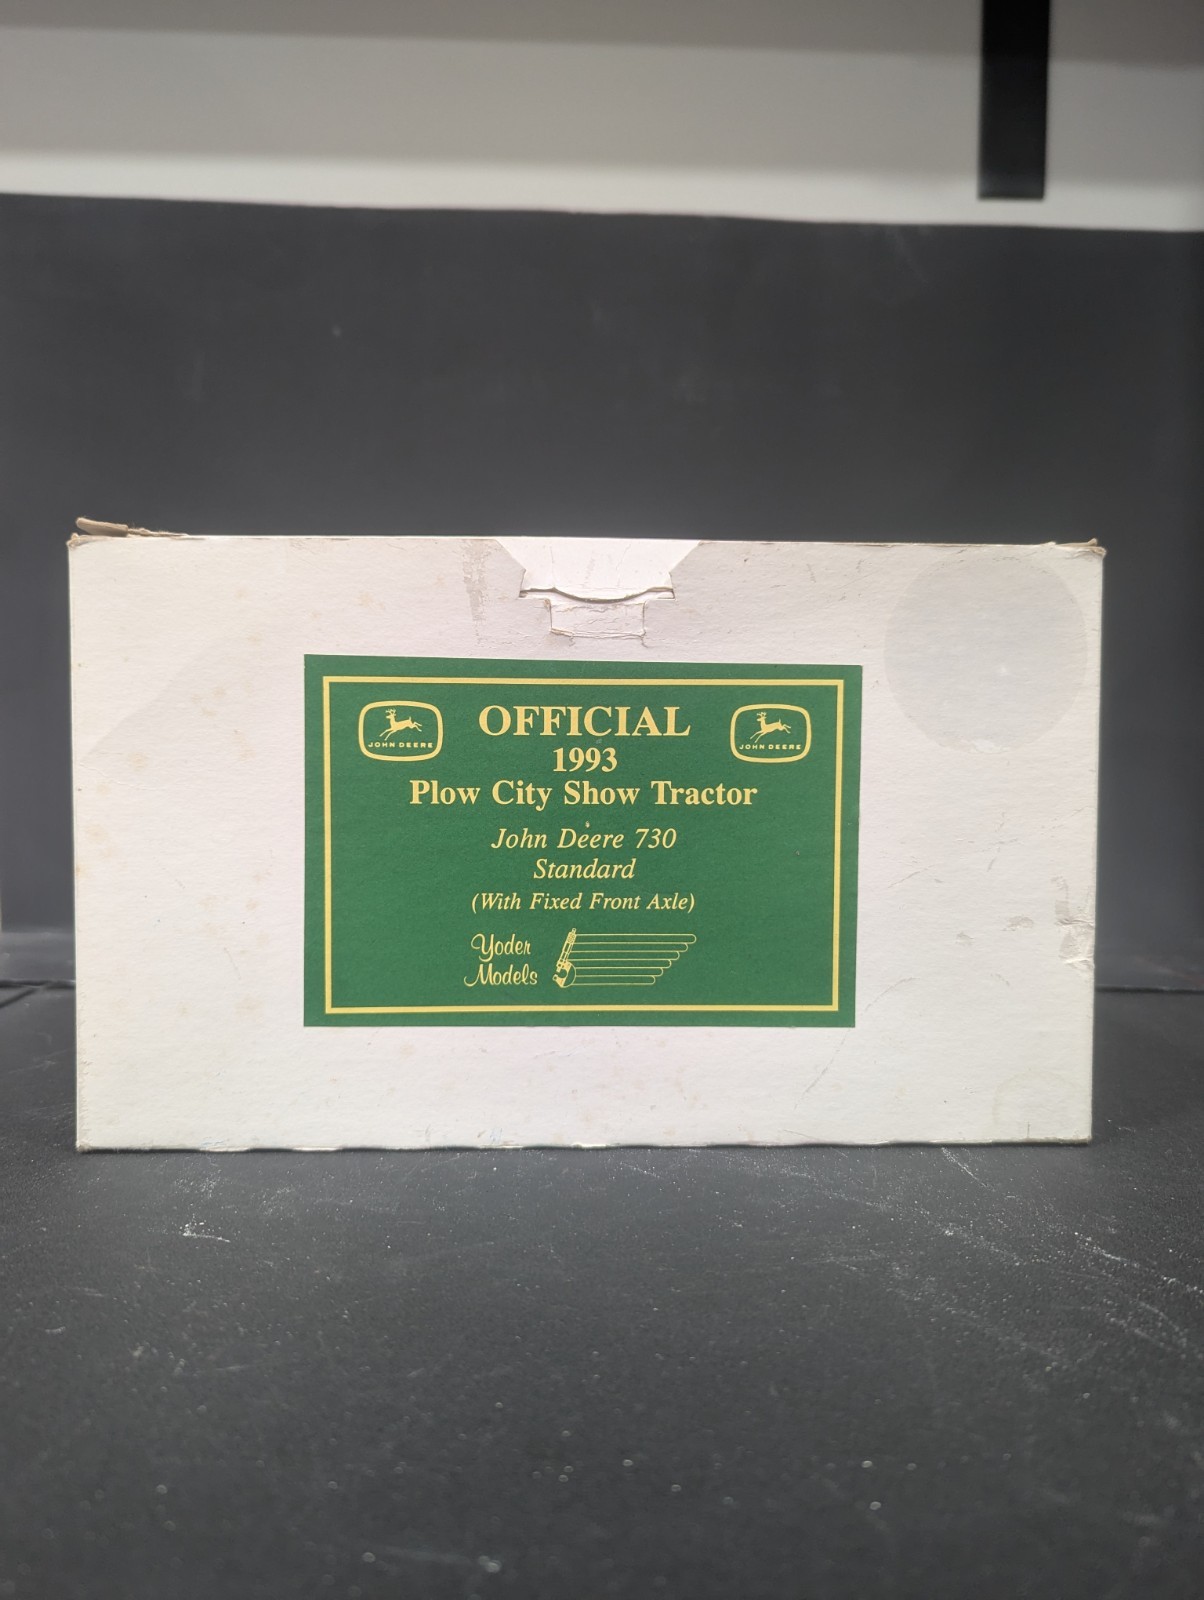 JOHN DEERE
OFFICIAL
JOHN DEERE
1993
Plow City Show Tractor
John Deere 730
Standard
(With Fixed Front Axle)
Yoder
Models